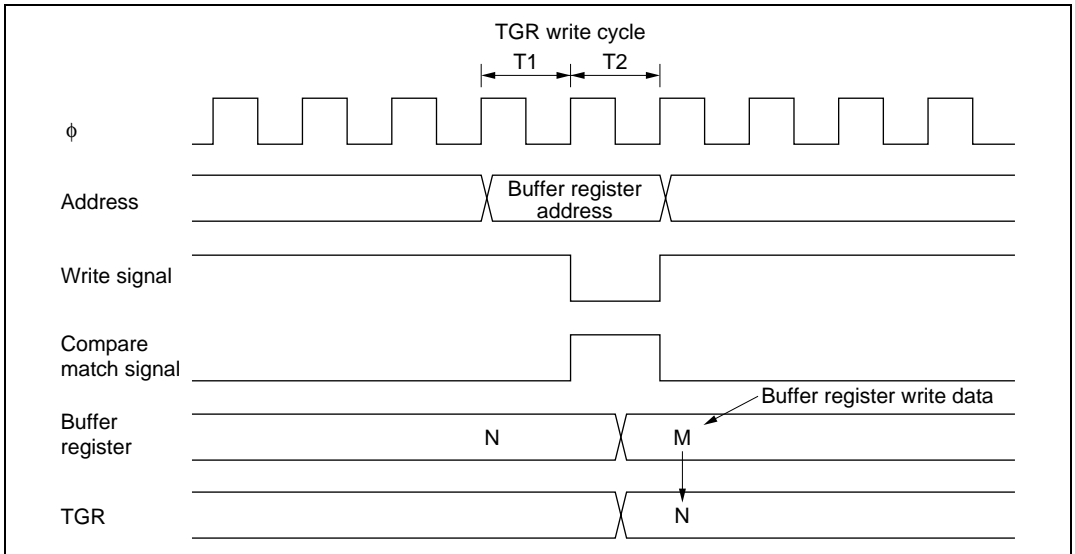 TGR write cycle
T1 T2
φ
Address
Buffer register
address
Write signal
Compare
match signal
Buffer register write data
Buffer
register
N M
TGR
N